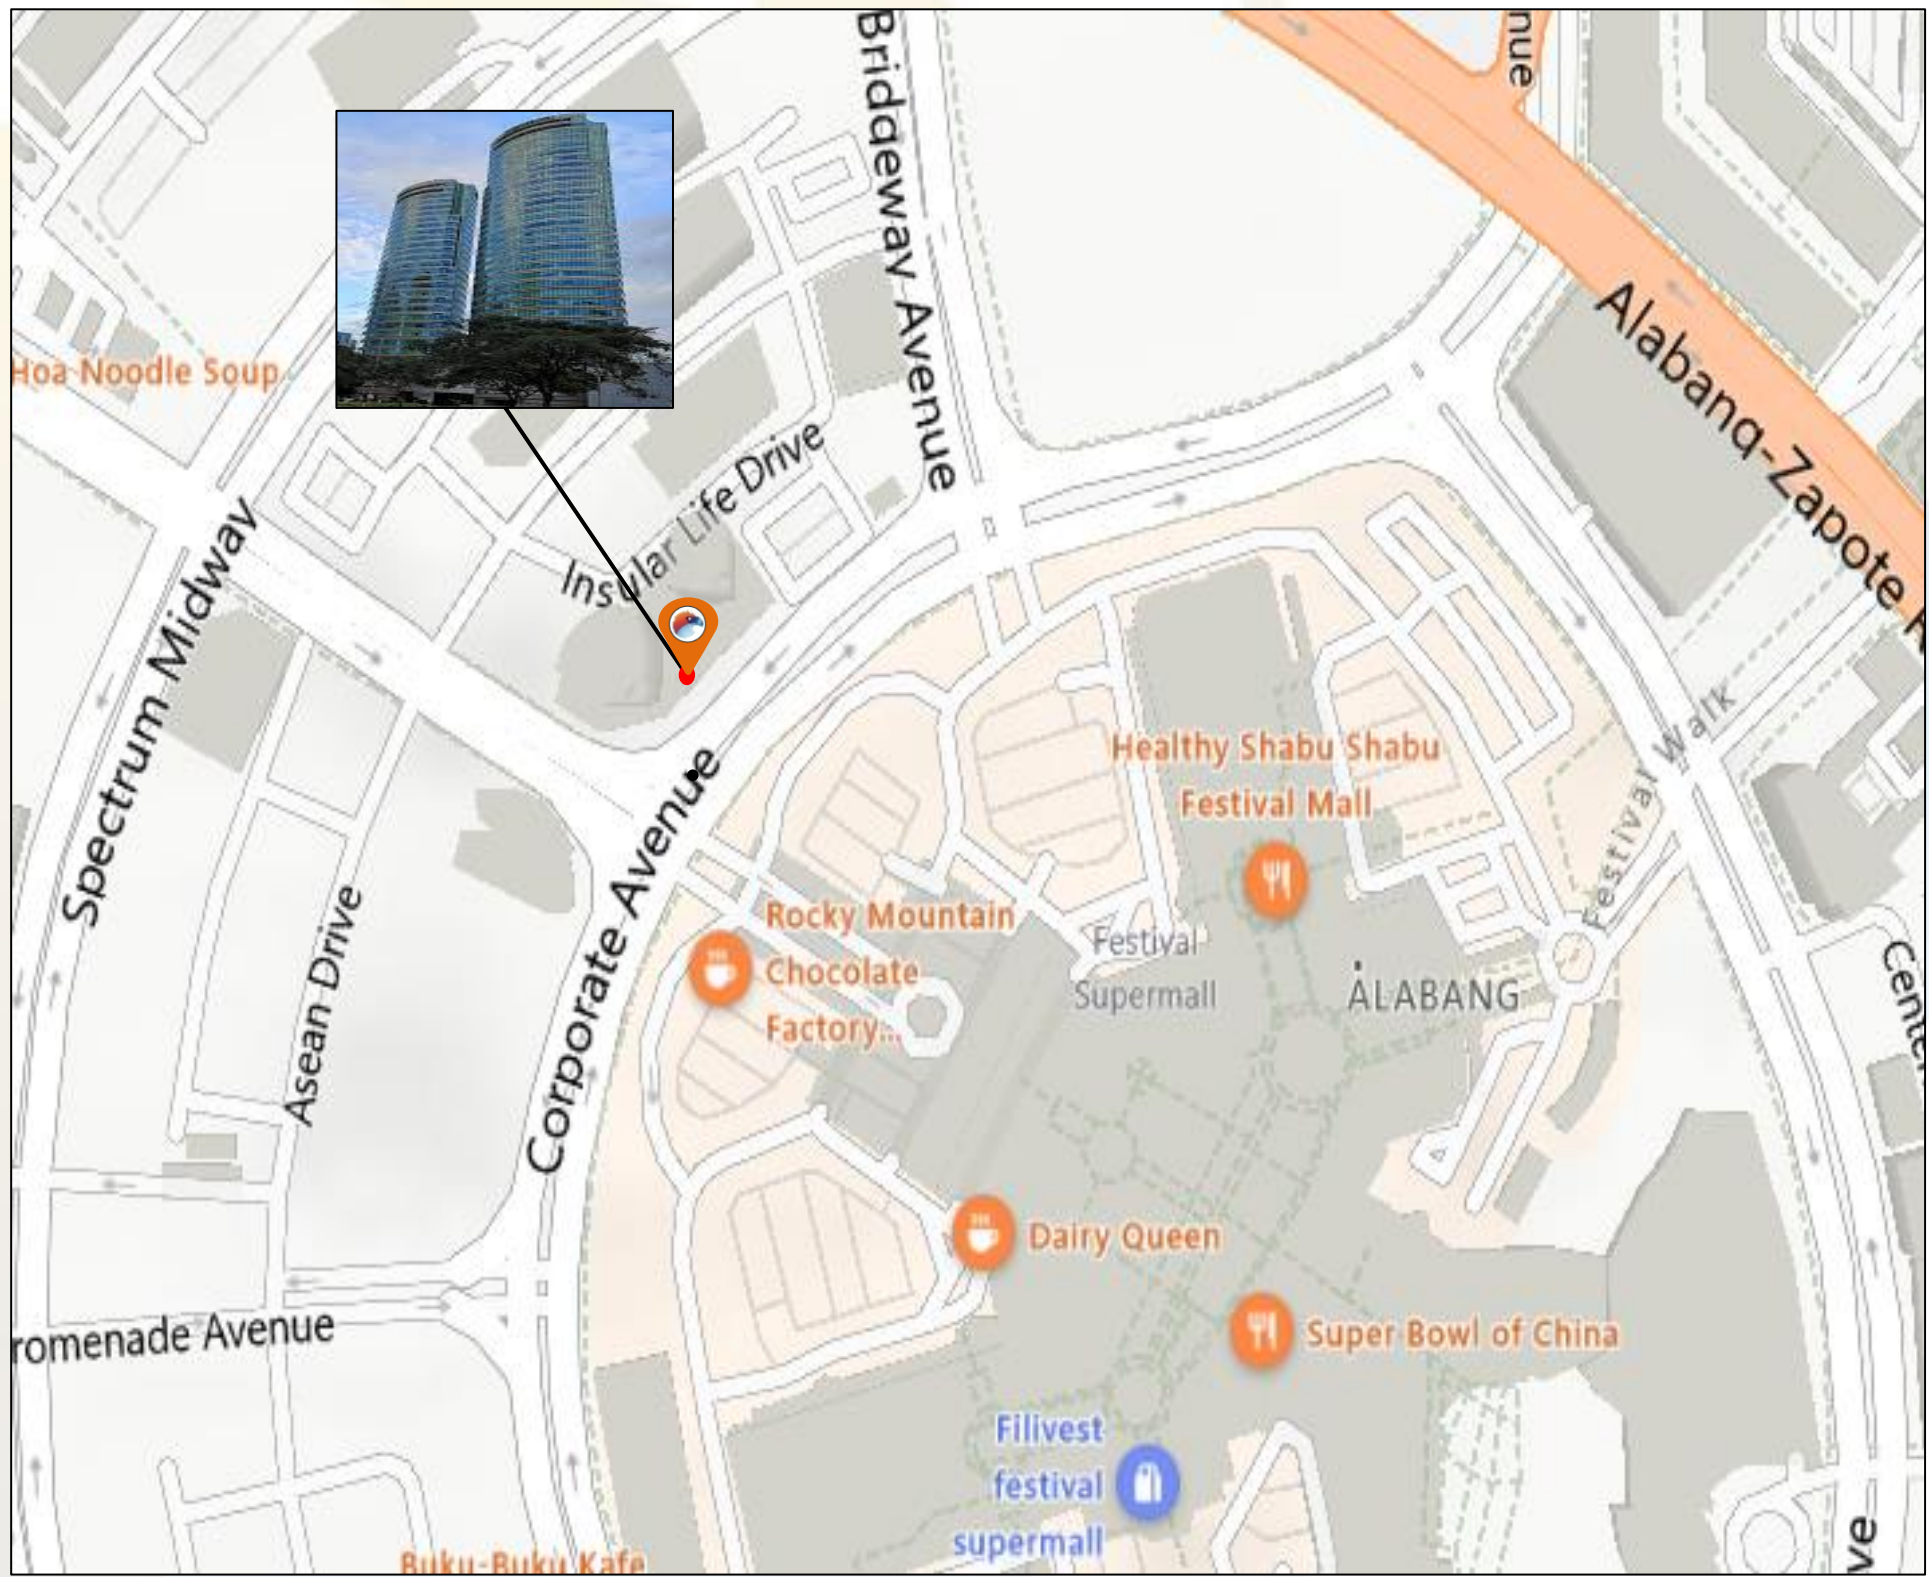 Bridgeway Avenue
nue
Alabang-Zapote R
Hoa Noodle Soup
Insular Life Drive
Spectrum Midway
Healthy Shabu Shabu
Festival Mall
Festival Walk
Corporate Avenue
Asean Drive
Rocky Mountain
Chocolate
Factory...
Festival
Supermall
ALABANG
Cente
Dairy Queen
romenade Avenue
Super Bowl of China
Filivest
festival
supermall
Buku-Buku Kafe
ve